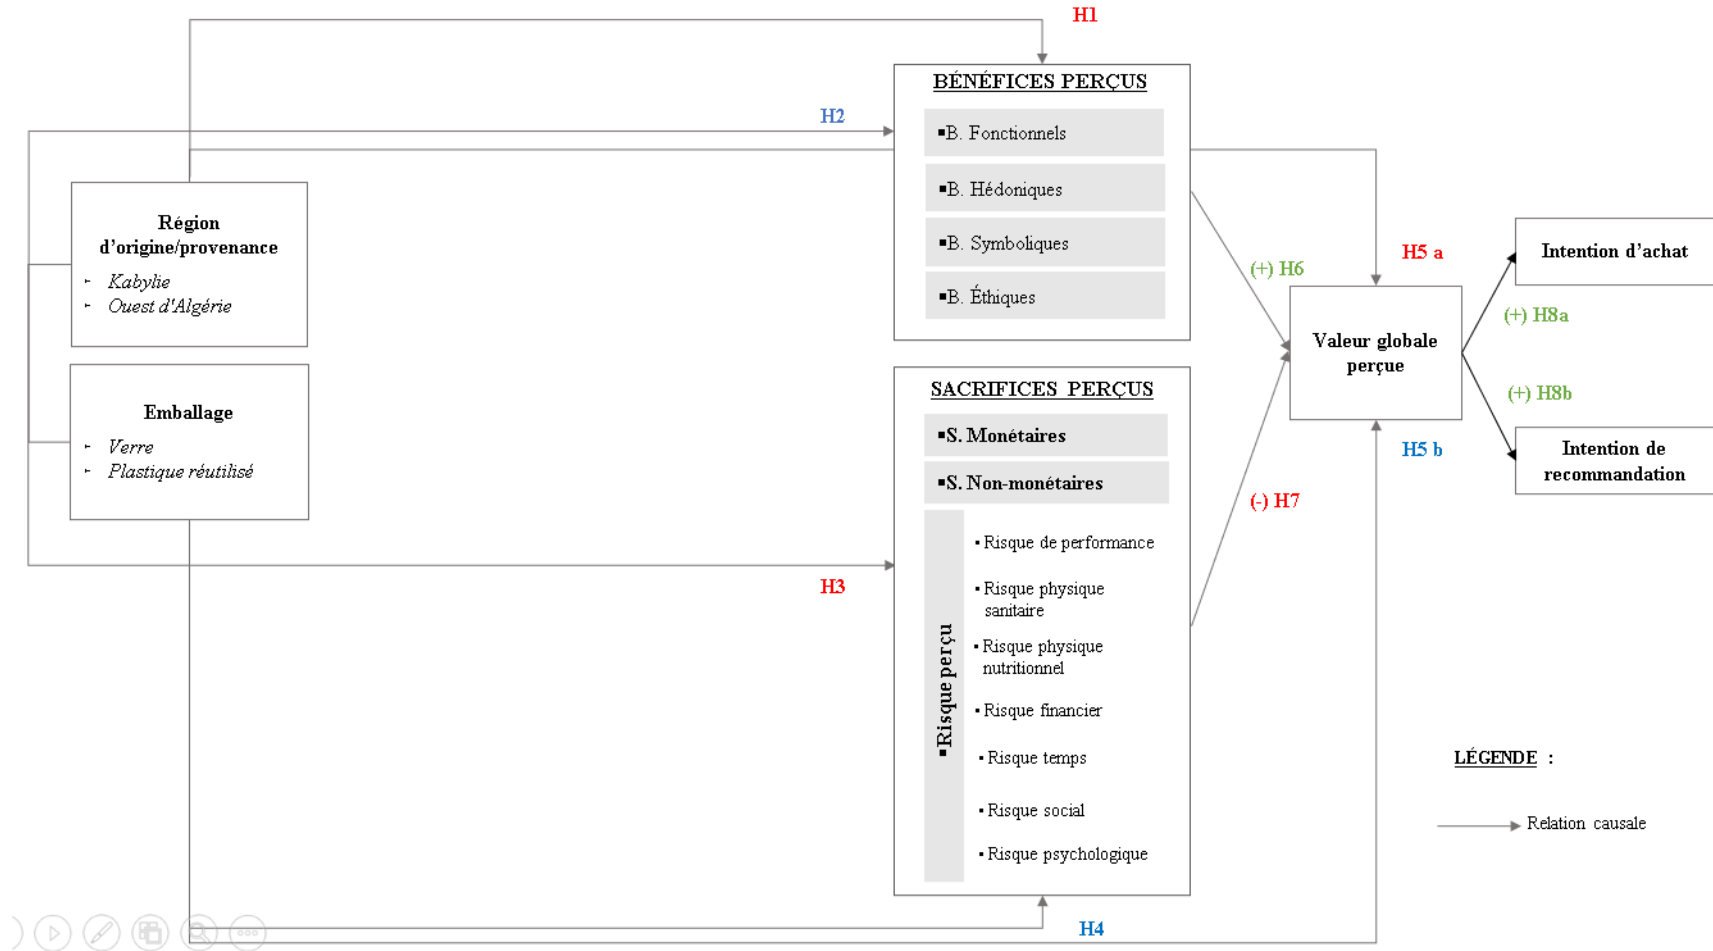 H1
BÉNÉFICES PERÇUS
H2
▪B. Fonctionnels
▪B. Hédoniques
▪B. Symboliques
▪B. Éthiques
Région
d'origine/provenance
- Kabylie
- Ouest d'Algérie
Emballage
- Verre
- Plastique réutilisé
SACRIFICES PERÇUS
▪S. Monétaires
▪S. Non-monétaires
▪Risque perçu
▪ Risque de performance
▪ Risque physique
sanitaire
▪ Risque physique
nutritionnel
▪ Risque financier
▪ Risque temps
▪ Risque social
▪ Risque psychologique
H3
H4
(+) H6
(-) H7
H5 a
Valeur globale
perçue
H5 b
Intention d'achat
(+) H8a
(+) H8b
Intention de
recommandation
LÉGENDE :
Relation causale